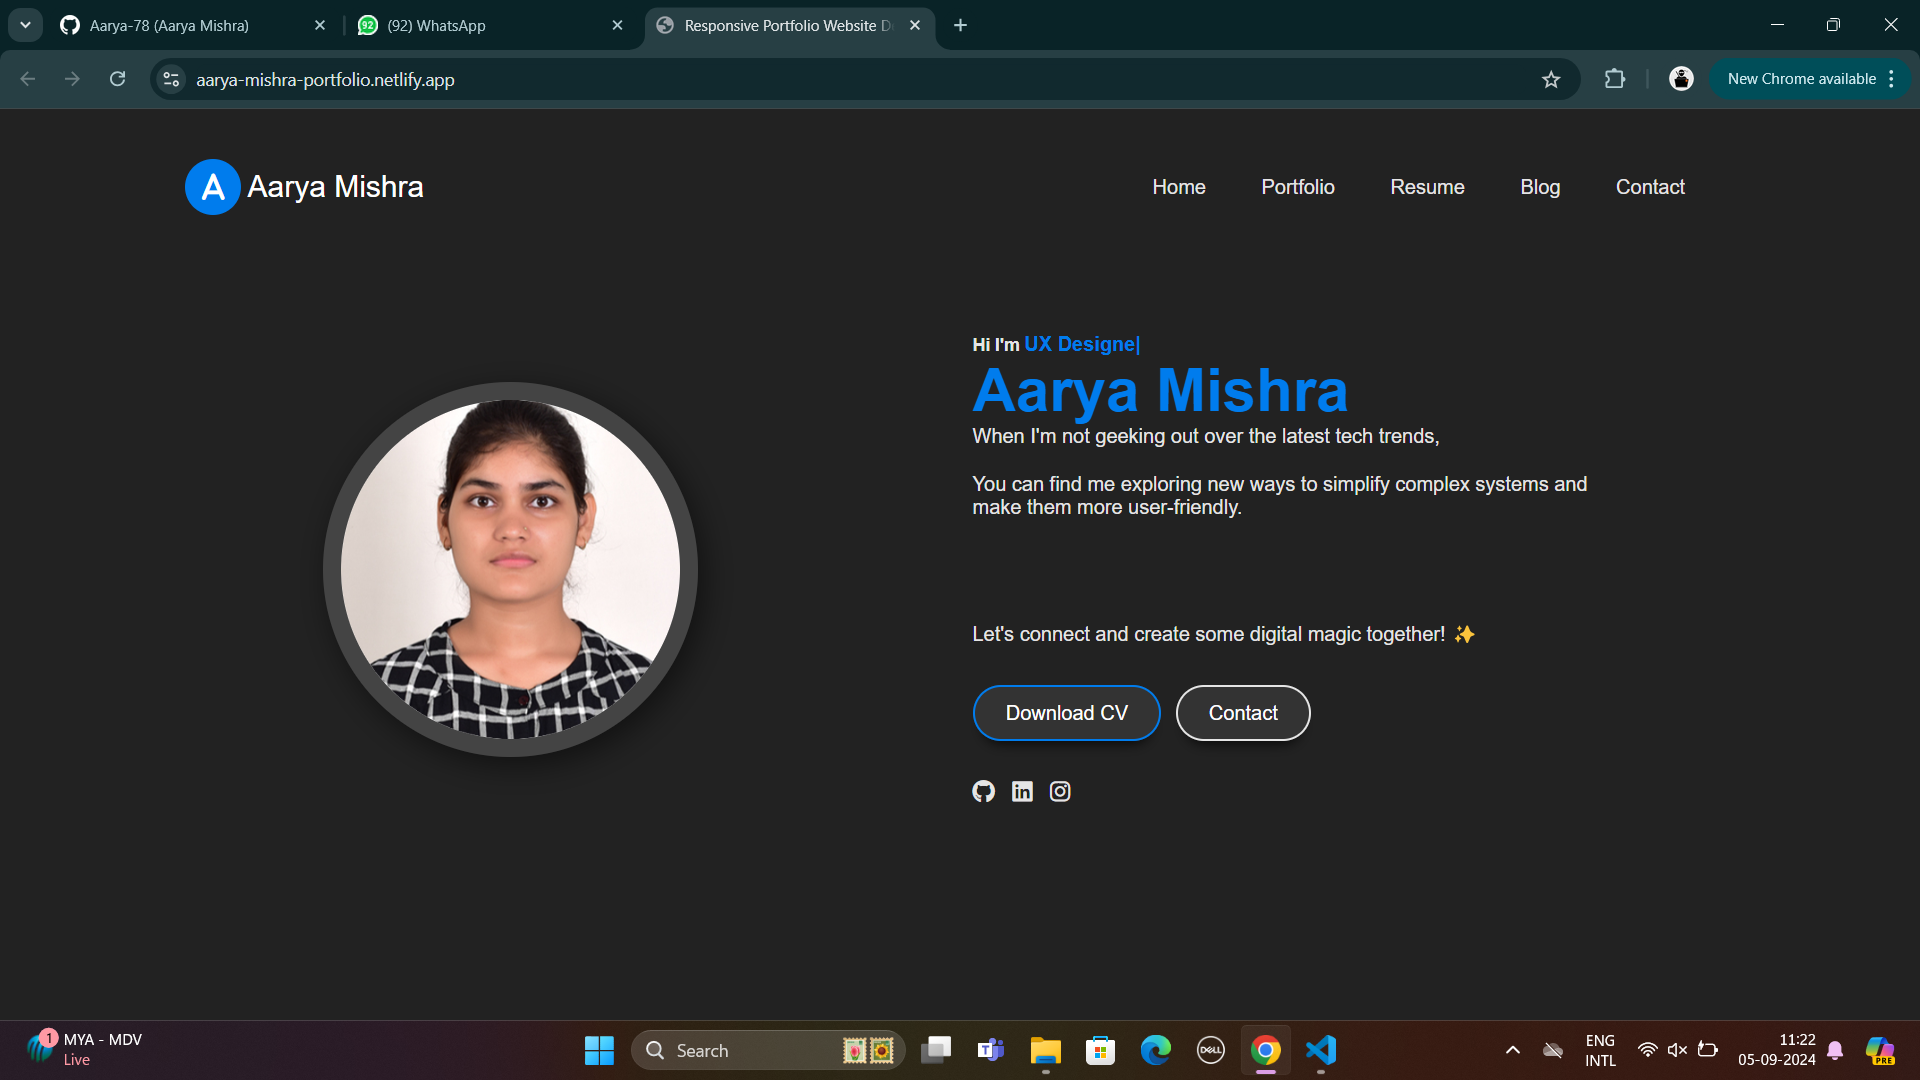 Aarya-78 (Aarya Mishra)
(92) WhatsApp
Responsive Portfolio Website D
aarya-mishra-portfolio.netlify.app
New Chrome available
A Aarya Mishra
Home
Portfolio
Resume
Blog
Contact
Hi I'm UX Designe|
Aarya Mishra
When I'm not geeking out over the latest tech trends,
You can find me exploring new ways to simplify complex systems and
make them more user-friendly.
Let's connect and create some digital magic together! ✨
Download CV
Contact
1
MYA - MDV
Live
Search
DELL
ENG
INTL
11:22
05-09-2024
PRE